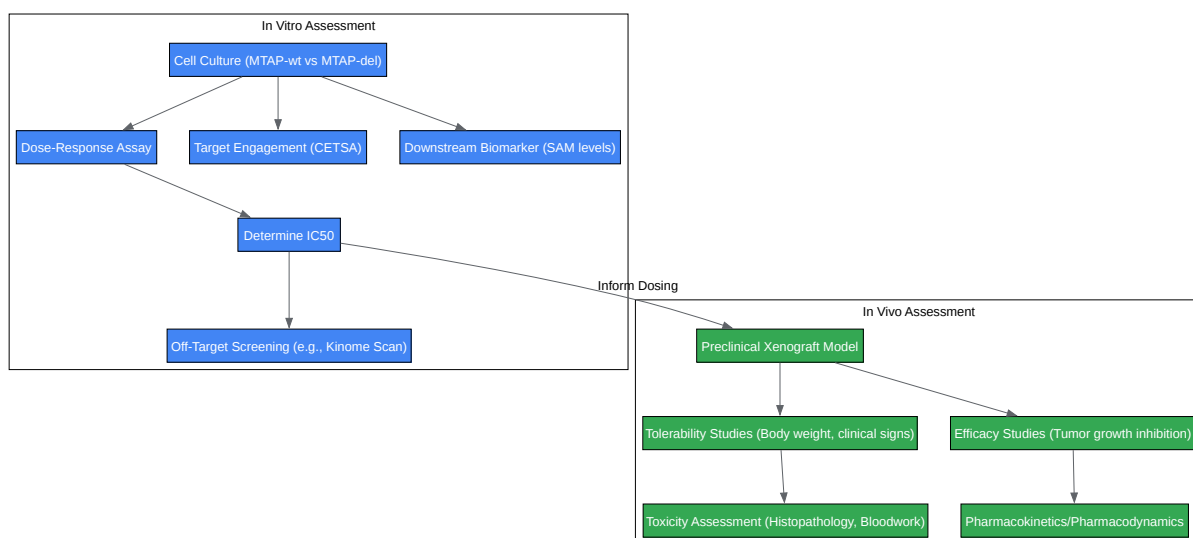 In Vitro Assessment
Cell Culture (MTAP-wt vs MTAP-del)
Dose-Response Assay
Target Engagement (CETSA)
Downstream Biomarker (SAM levels)
Determine IC50
Inform Dosing
Off-Target Screening (e.g., Kinome Scan)
In Vivo Assessment
Preclinical Xenograft Model
Tolerability Studies (Body weight, clinical signs)
Efficacy Studies (Tumor growth inhibition)
Toxicity Assessment (Histopathology, Bloodwork)
Pharmacokinetics/Pharmacodynamics